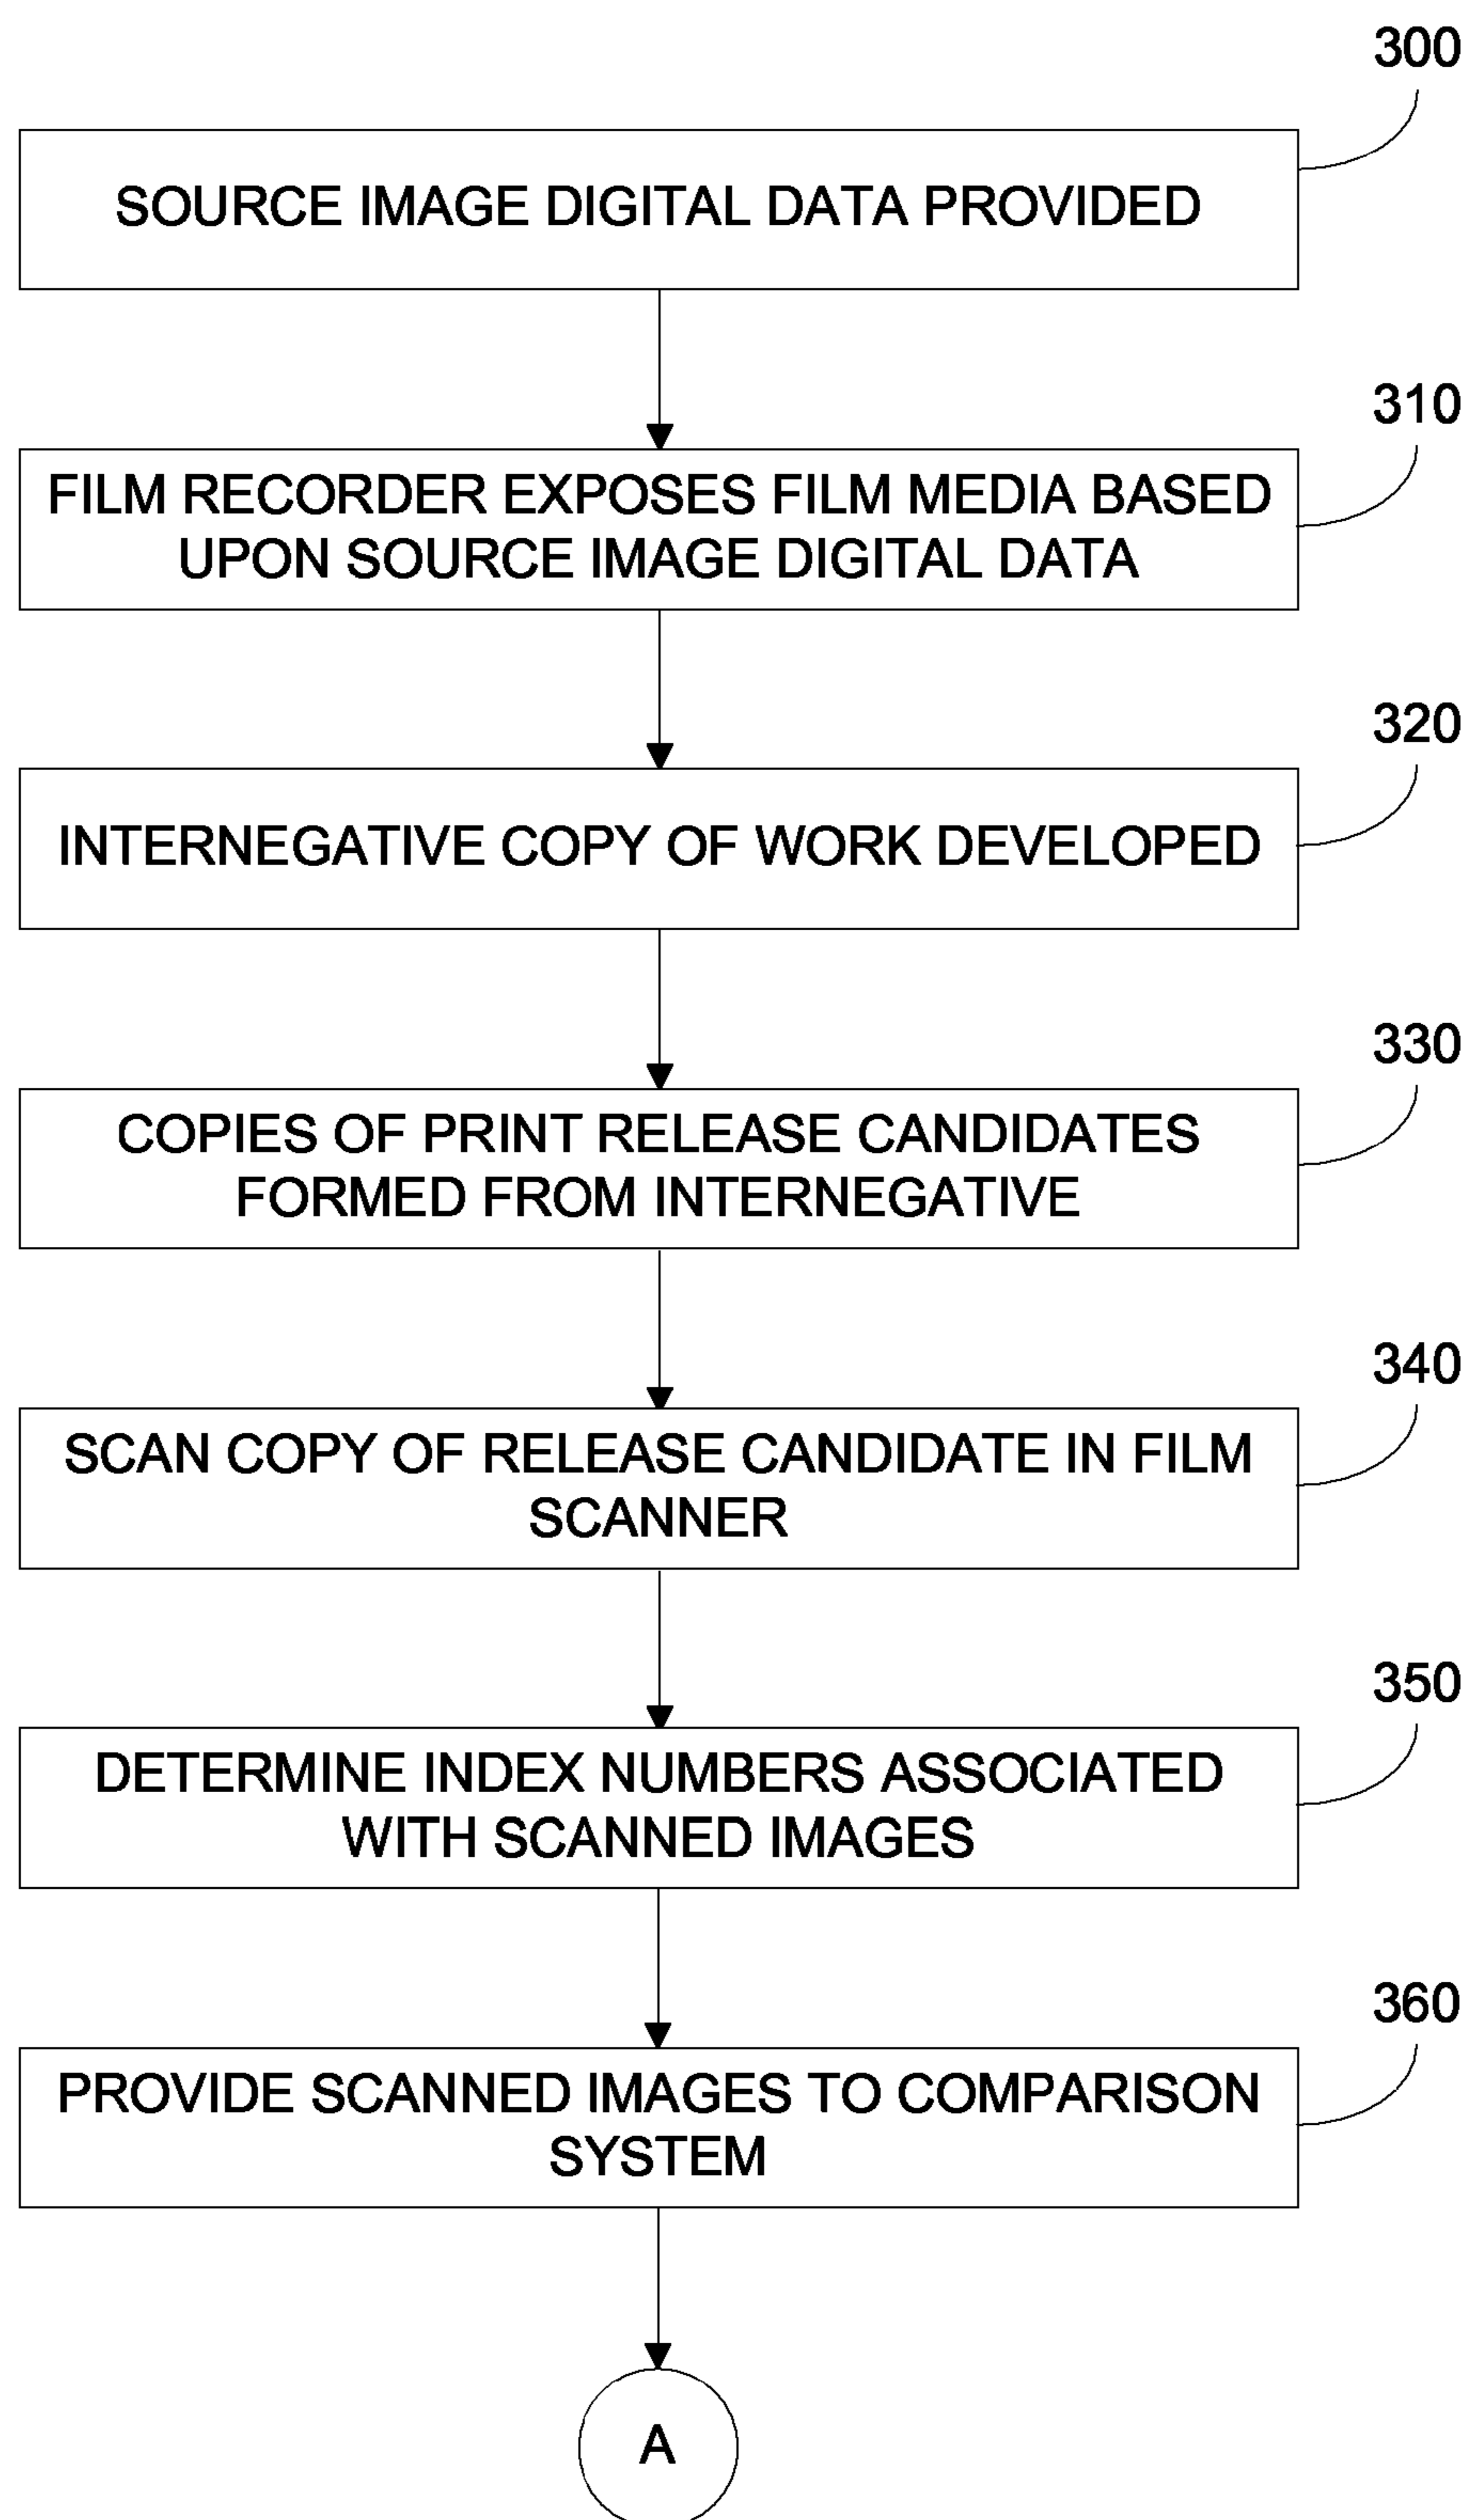 300
SOURCE IMAGE DIGITAL DATA PROVIDED
310
FILM RECORDER EXPOSES FILM MEDIA BASED
UPON SOURCE IMAGE DIGITAL DATA
320
INTERNEGATIVE COPY OF WORK DEVELOPED
330
COPIES OF PRINT RELEASE CANDIDATES
FORMED FROM INTERNEGATIVE
340
SCAN COPY OF RELEASE CANDIDATE IN FILM
SCANNER
350
DETERMINE INDEX NUMBERS ASSOCIATED
WITH SCANNED IMAGES
360
PROVIDE SCANNED IMAGES TO COMPARISON
SYSTEM
A